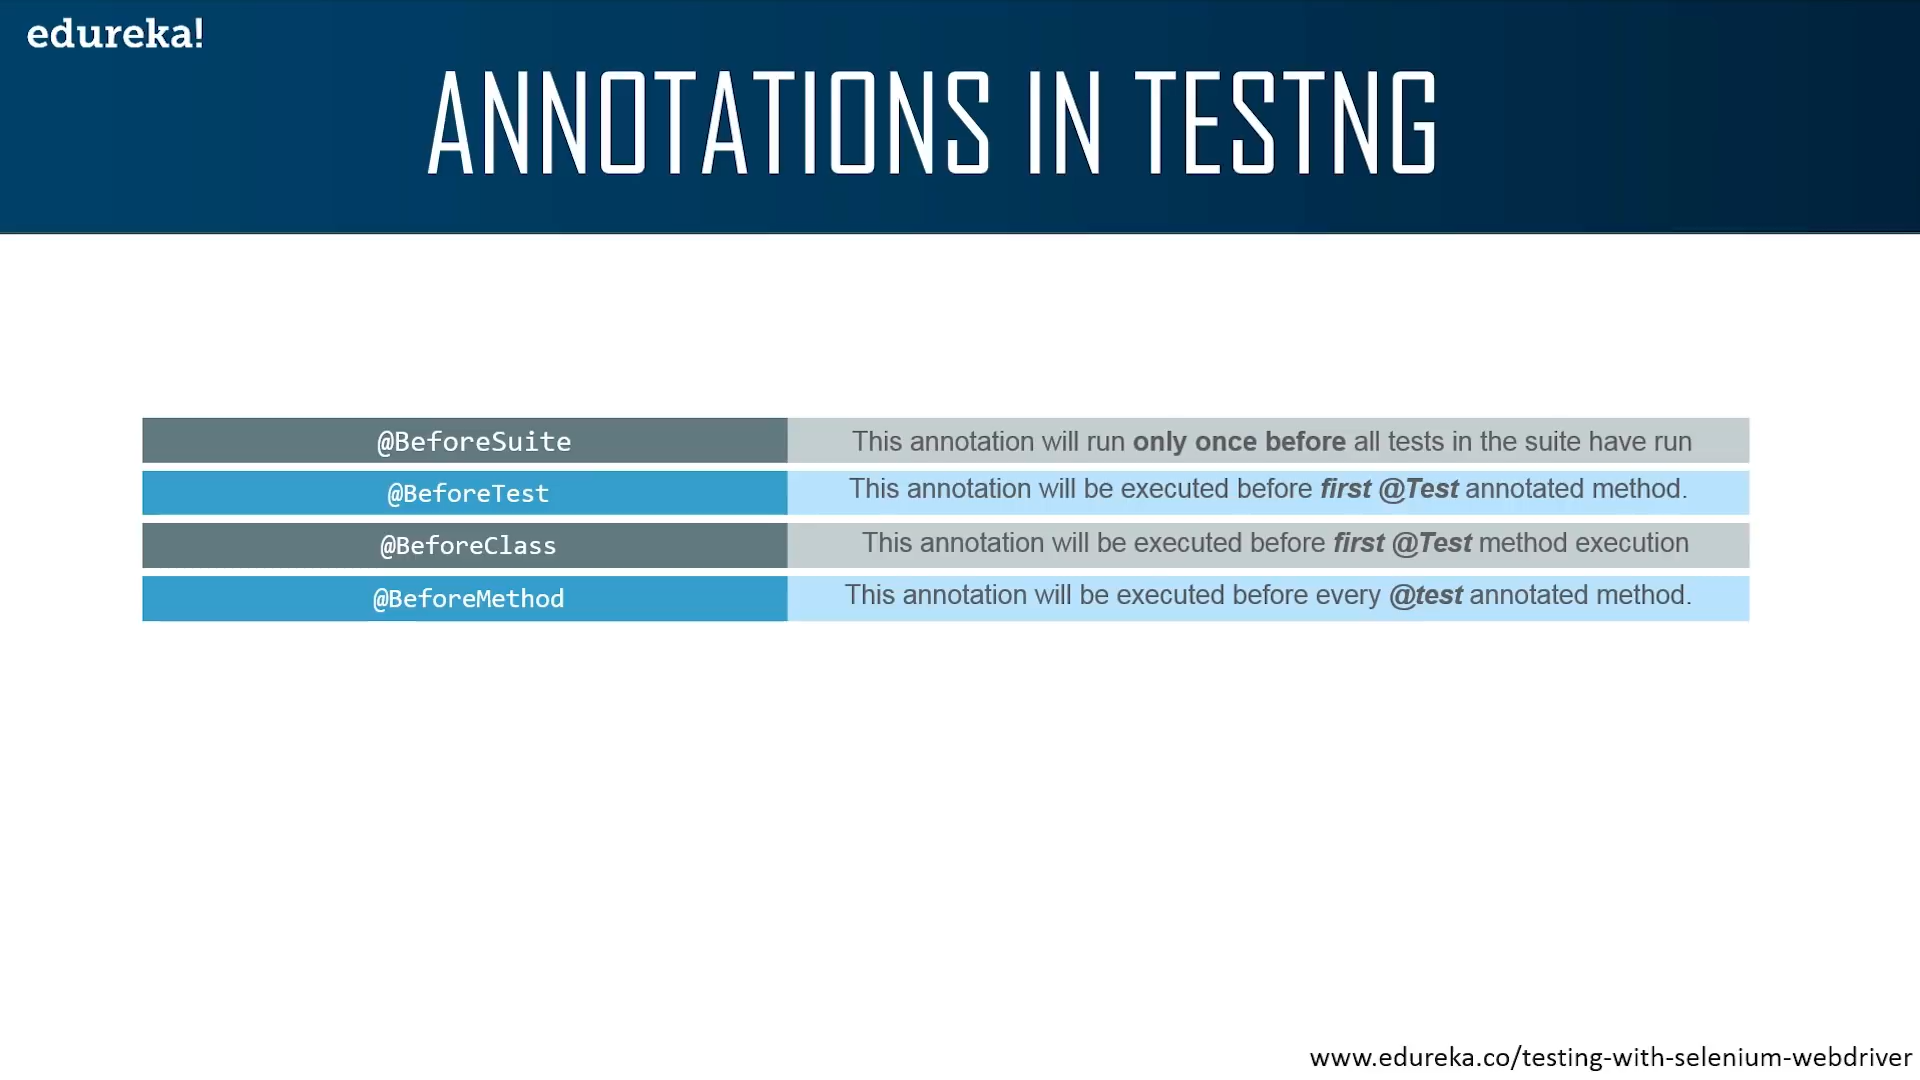 edureka!
ANNOTATIONS IN TESTNG
@BeforeSuite This annotation will run only once before all tests in the suite have run
@BeforeTest This annotation will be executed before first @Test annotated method.
@BeforeClass This annotation will be executed before first @Test method execution
@BeforeMethod This annotation will be executed before every @test annotated method.
www.edureka.co/testing-with-selenium-webdriver